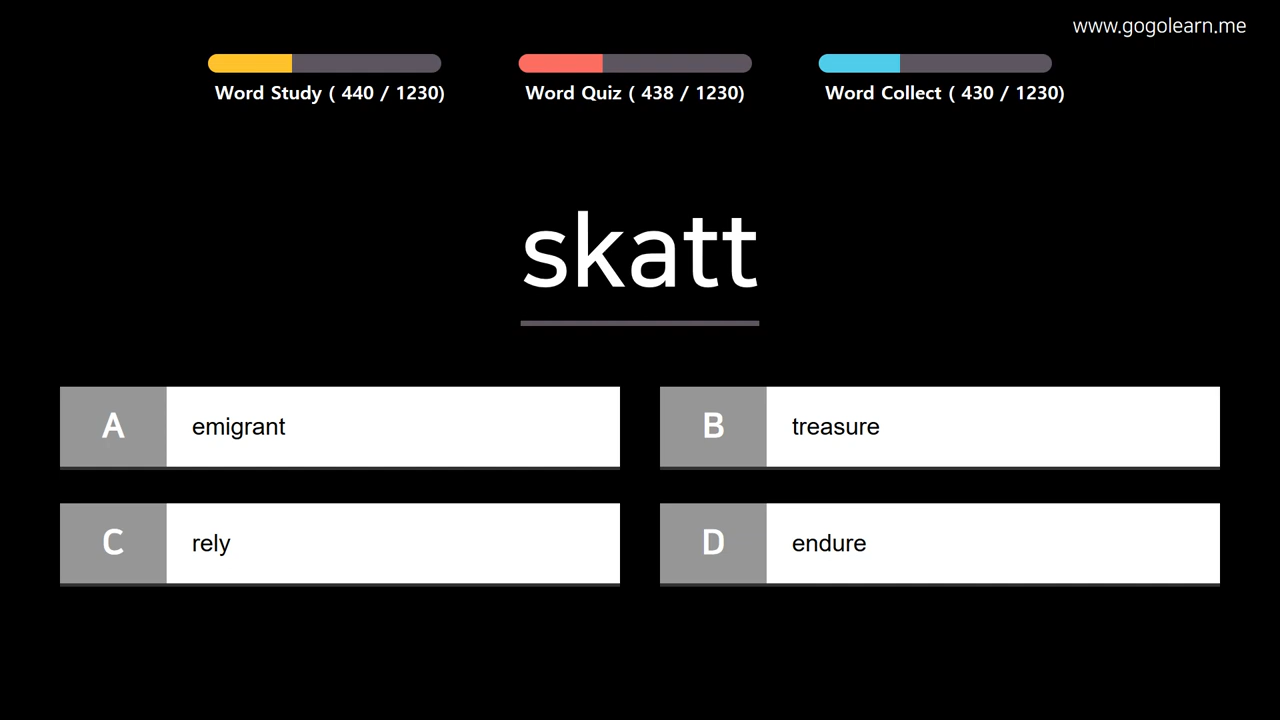 www.gogolearn.me
Word Study ( 440 / 1230)
Word Quiz ( 438 / 1230)
Word Collect ( 430 / 1230)
skatt
A emigrant
B treasure
C rely
D endure